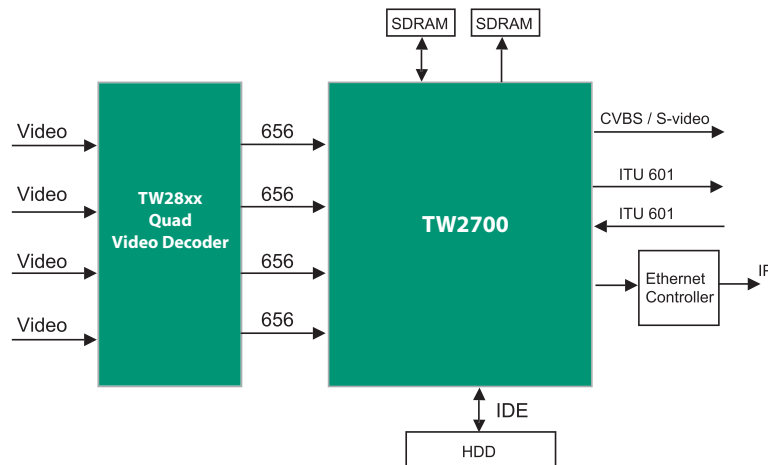 SDRAM
SDRAM
Video
Video
Video
Video
TW28xx
Quad
Video Decoder
656
656
656
656
TW2700
CVBS / S-video
ITU 601
ITU 601
Ethernet
Controller
IP
IDE
HDD